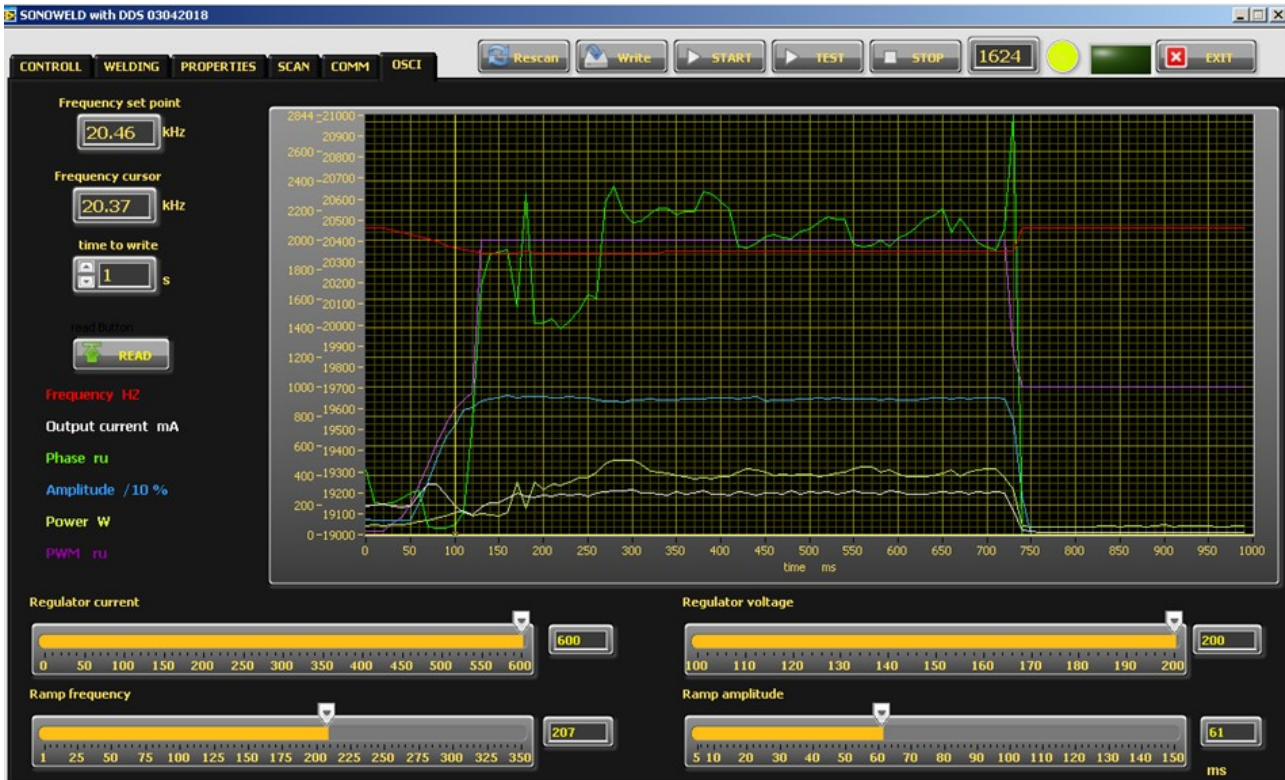 SONOWELD with DDS 03042018
CONTROLL WELDING PROPERTIES SCAN COMM OSCI
Rescan Write START TEST STOP 1624 EXIT
Frequency set point
20.46 kHz
Frequency cursor
20.37 kHz
time to write
1 s
read Button
READ
Frequency HZ
Output current mA
Phase ru
Amplitude /10 %
Power W
PWM ru
2844 21000
20900
2600 20800
2400 20700
20600
2200 20500
2000 20400
20300
1800 20200
1600 20100
1400 20000
19900
1200 19800
1000 19700
19600
800 19500
600 19400
400 19300
200 19200
19100
0 19000
0 50 100 150 200 250 300 350 400 450 500 550 600 650 700 750 800 850 900 950 1000
time ms
Regulator current
600
0 50 100 150 200 250 300 350 400 450 500 550 600
Regulator voltage
200
100 110 120 130 140 150 160 170 180 190 200
Ramp frequency
207
1 25 50 75 100 125 150 175 200 225 250 275 300 325 350
Ramp amplitude
61
5 10 20 30 40 50 60 70 80 90 100 110 120 130 140 150
ms